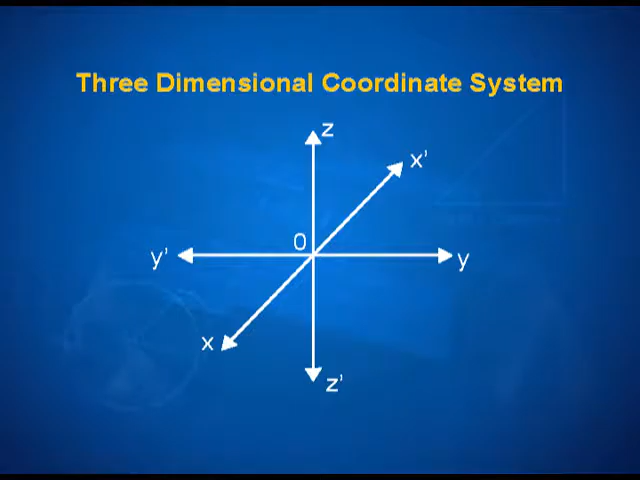 Three Dimensional Coordinate System
z
x'
0
y'
y
x
z'